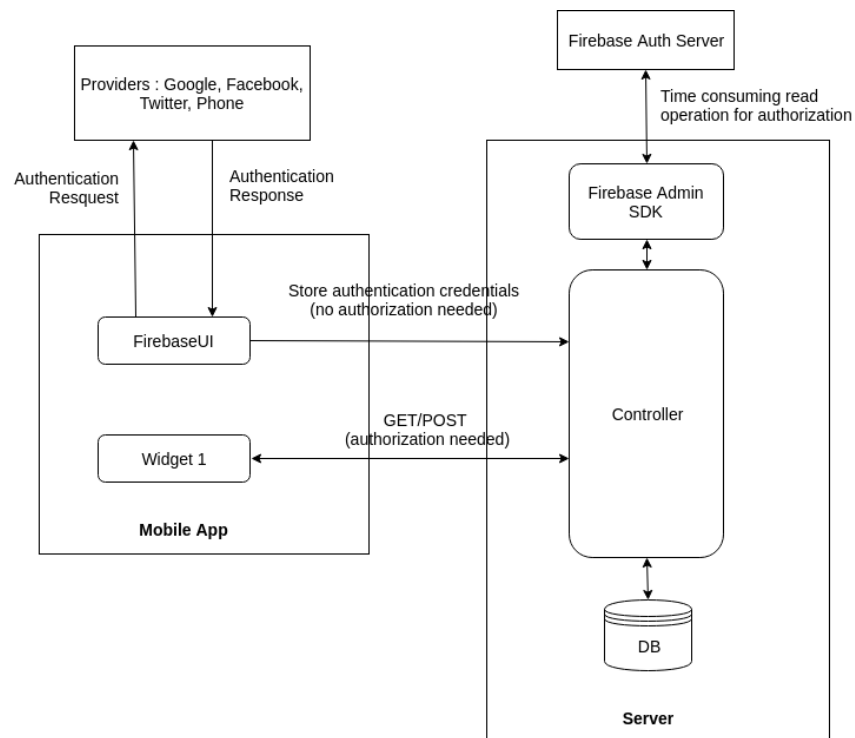 Firebase Auth Server
Providers : Google, Facebook,
Twitter, Phone
Time consuming read
operation for authorization
Authentication
Resquest
Authentication
Response
Firebase Admin
SDK
Store authentication credentials
(no authorization needed)
FirebaseUI
Controller
GET/POST
(authorization needed)
Widget 1
Mobile App
DB
Server